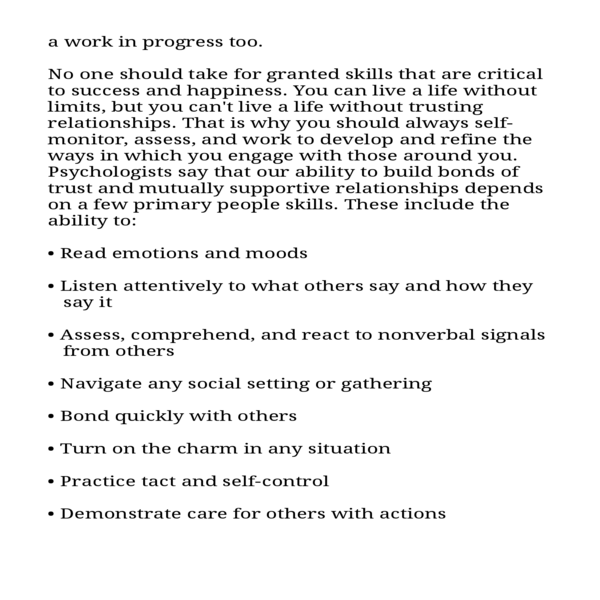 a work in progress too.
No one should take for granted skills that are critical
to success and happiness. You can live a life without
limits, but you can't live a life without trusting
relationships. That is why you should always self-
monitor, assess, and work to develop and refine the
ways in which you engage with those around you.
Psychologists say that our ability to build bonds of
trust and mutually supportive relationships depends
on a few primary people skills. These include the
ability to:
• Read emotions and moods
• Listen attentively to what others say and how they
say it
• Assess, comprehend, and react to nonverbal signals
from others
• Navigate any social setting or gathering
• Bond quickly with others
• Turn on the charm in any situation
• Practice tact and self-control
• Demonstrate care for others with actions